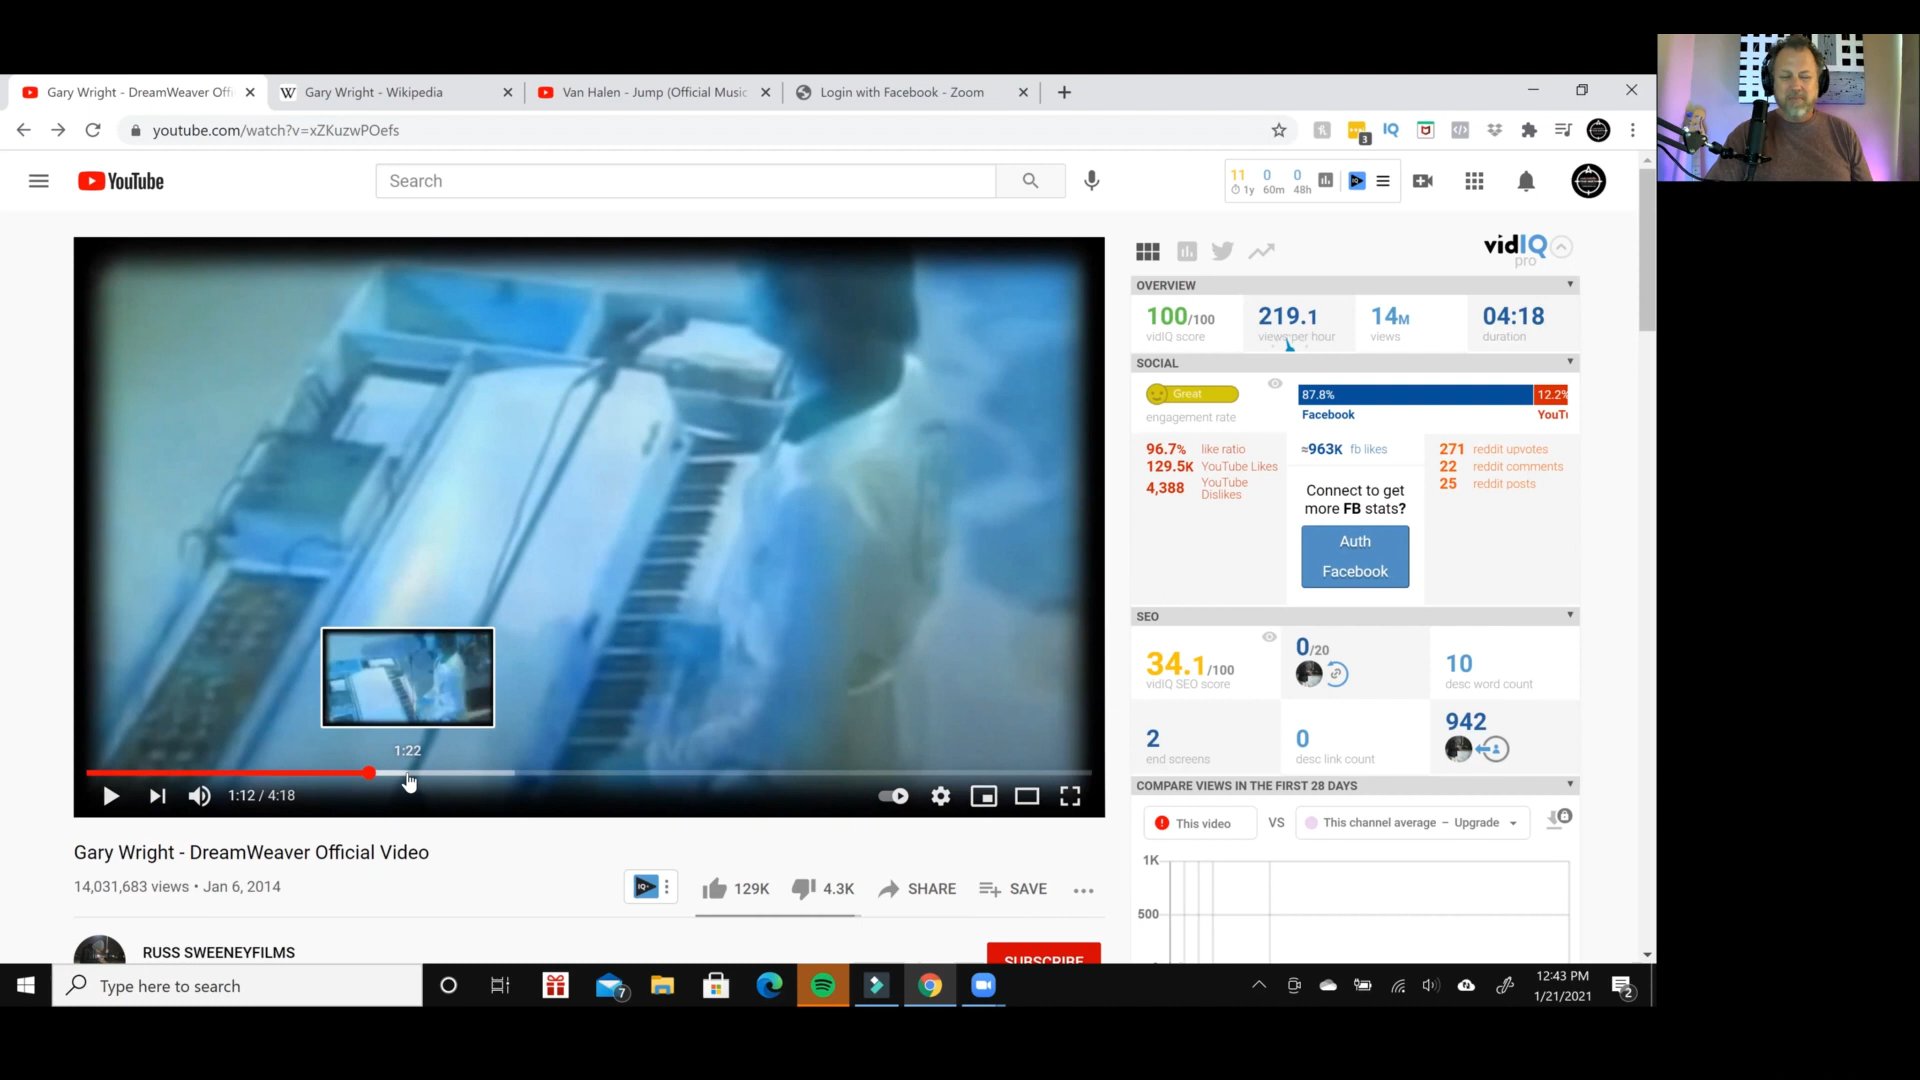 Gary Wright - DreamWeaver Offi
Gary Wright - Wikipedia
Van Halen - Jump (Official Music
Login with Facebook - Zoom
youtube.com/watch?v=xZKuzwPOefs
3
IQ
YouTube
Search
11 0 0
1y 60m 48h
vidIQ
pro
OVERVIEW
100/100
vidIQ score
219.1
views per hour
14M
views
04:18
duration
SOCIAL
Great
engagement rate
87.8%
12.2%
Facebook
YouT
96.7% like ratio
129.5K YouTube Likes
4,388 YouTube
Dislikes
≈963K fb likes
Connect to get
more FB stats?
Auth
Facebook
271 reddit upvotes
22 reddit comments
25 reddit posts
SEO
34.1/100
vidIQ SEO score
0/20
10
desc word count
2
end screens
0
desc link count
942
COMPARE VIEWS IN THE FIRST 28 DAYS
This video
VS
This channel average – Upgrade
1K
500
1:22
1:12 / 4:18
Gary Wright - DreamWeaver Official Video
14,031,683 views • Jan 6, 2014
129K
4.3K
SHARE
SAVE
RUSS SWEENEYFILMS
SUBSCRIBE
Type here to search
7
12:43 PM
1/21/2021
2